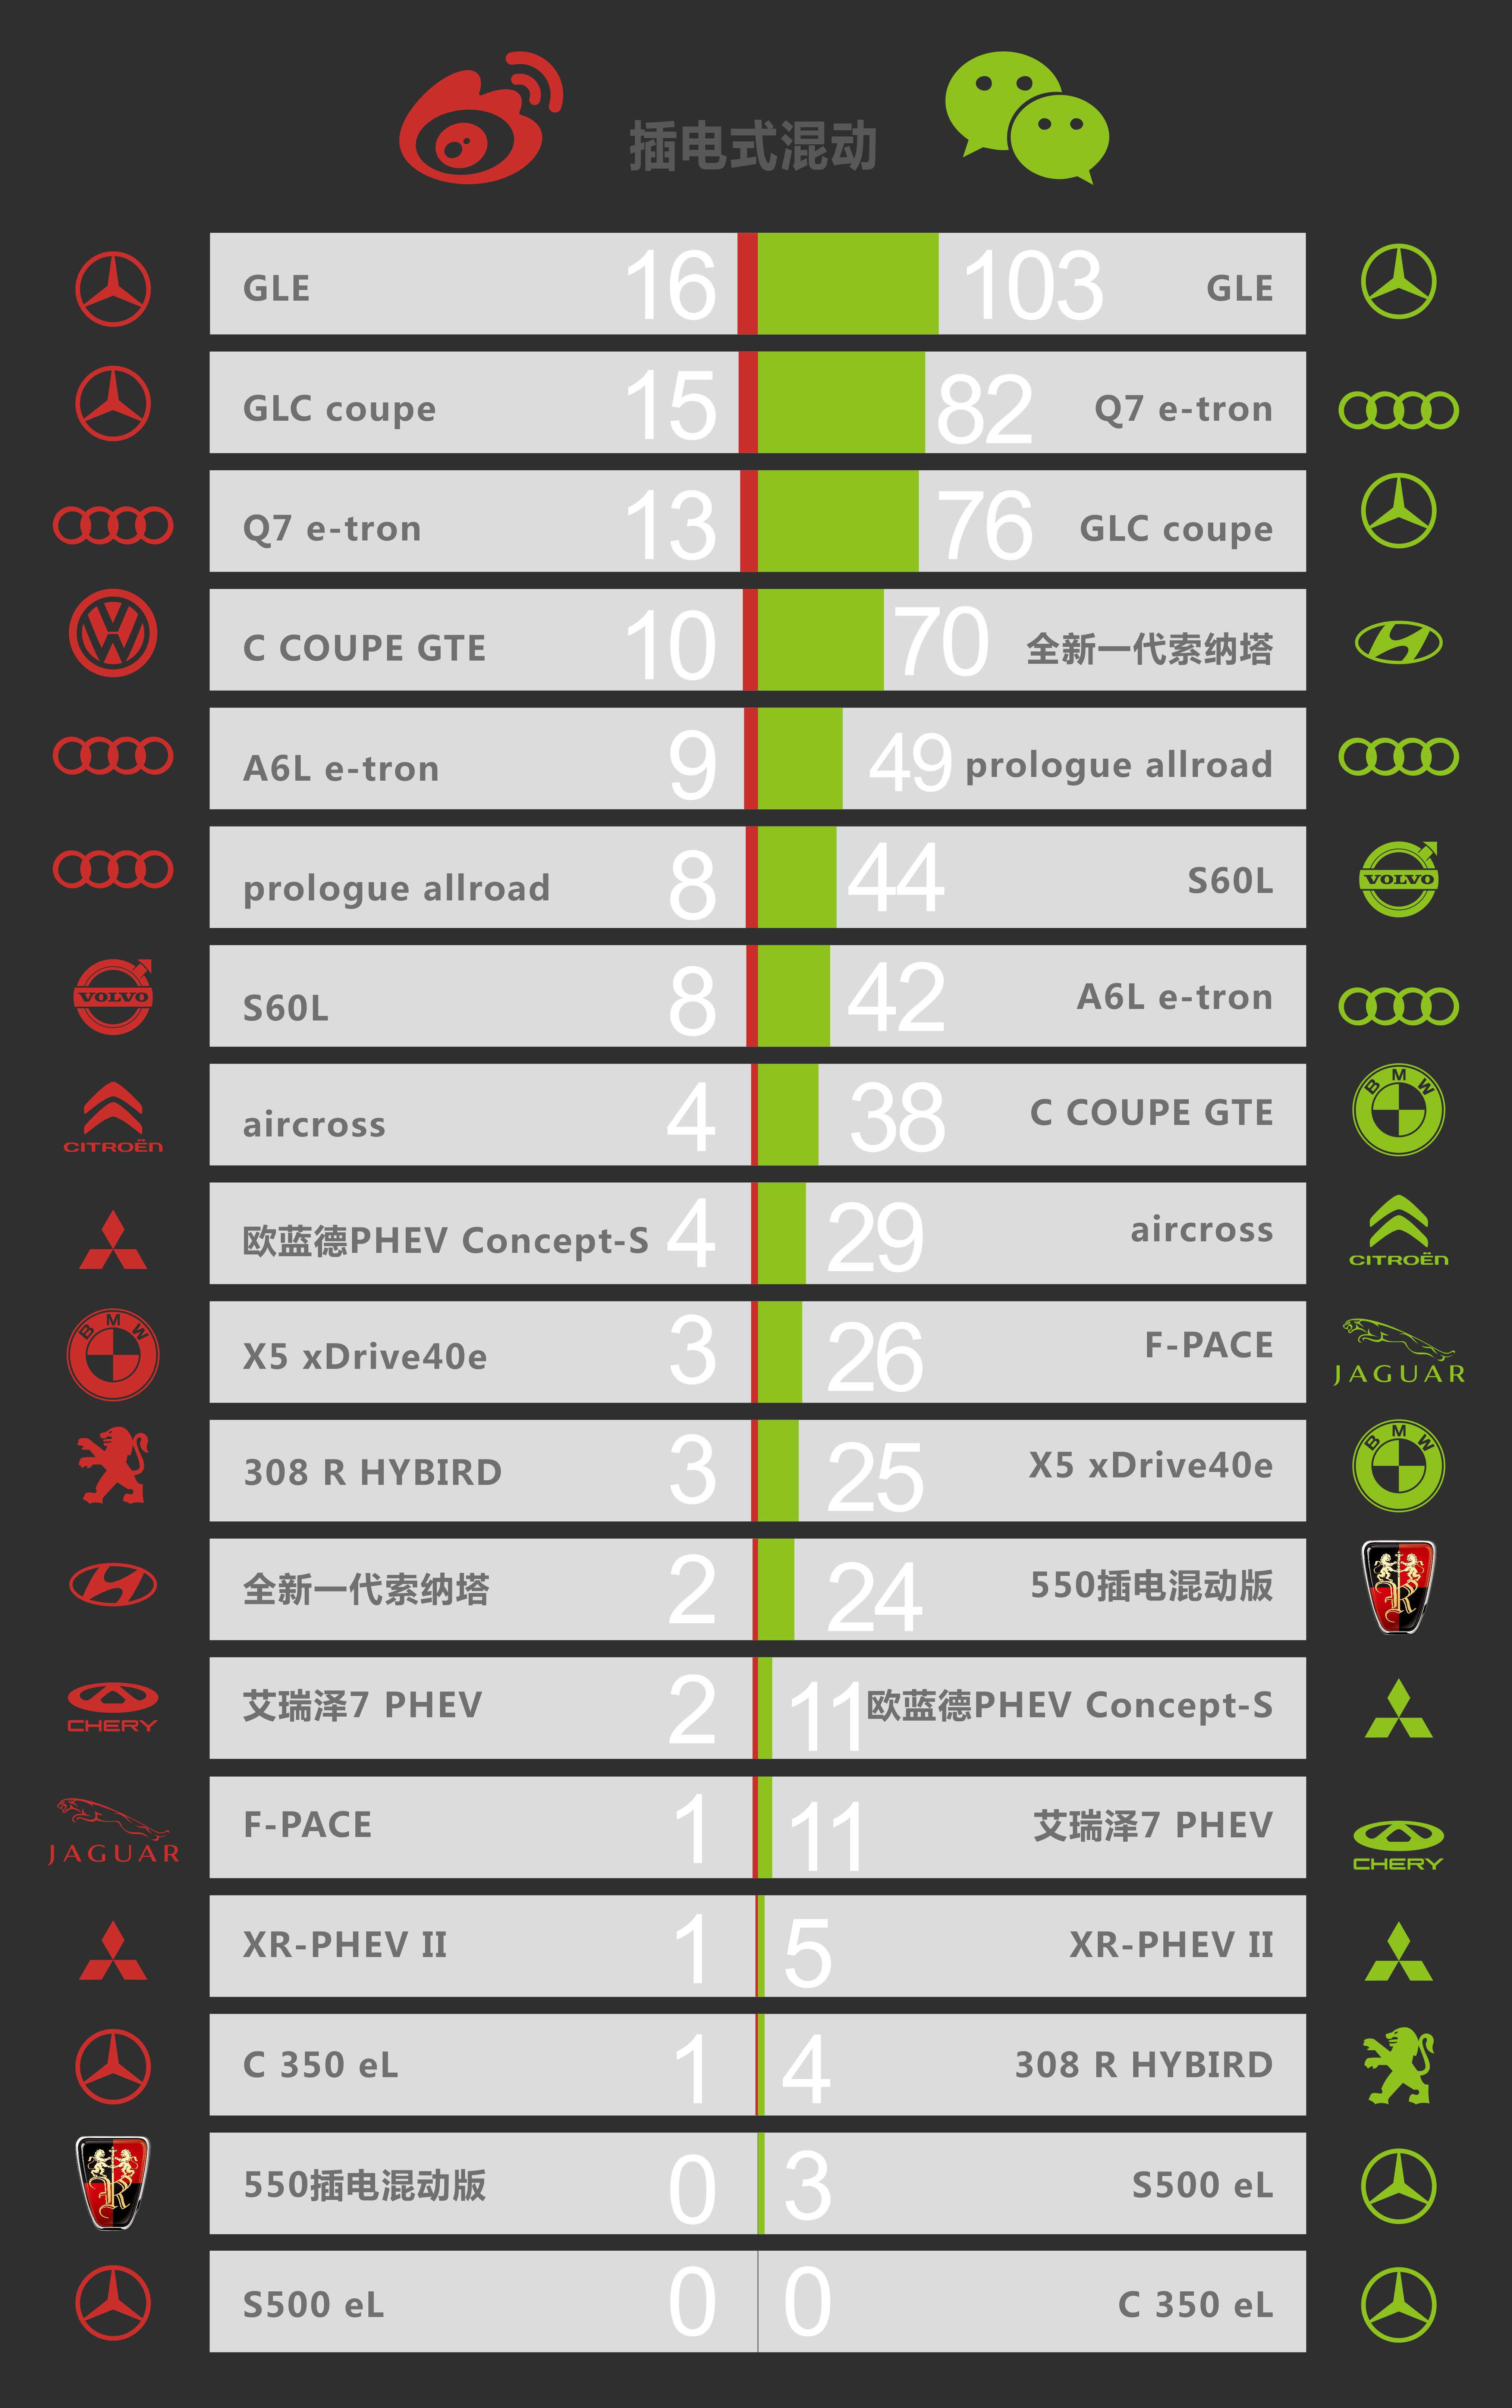 插电式混动
GLE 16 103 GLE
GLC coupe 15 82 Q7 e-tron
Q7 e-tron 13 76 GLC coupe
C COUPE GTE 10 70 全新一代索纳塔
A6L e-tron 9 49 prologue allroad
prologue allroad 8 44 S60L
VOLVO S60L 8 42 A6L e-tron VOLVO
CITROËN aircross 4 38 C COUPE GTE BMW
欧蓝德PHEV Concept-S 4 29 aircross CITROËN
BMW X5 xDrive40e 3 26 F-PACE JAGUAR
308 R HYBIRD 3 25 X5 xDrive40e BMW
全新一代索纳塔 2 24 550插电混动版
CHERY 艾瑞泽7 PHEV 2 11 欧蓝德PHEV Concept-S
JAGUAR F-PACE 1 11 艾瑞泽7 PHEV CHERY
XR-PHEV II 1 5 XR-PHEV II
C 350 eL 1 4 308 R HYBIRD
550插电混动版 0 3 S500 eL
S500 eL 0 0 C 350 eL